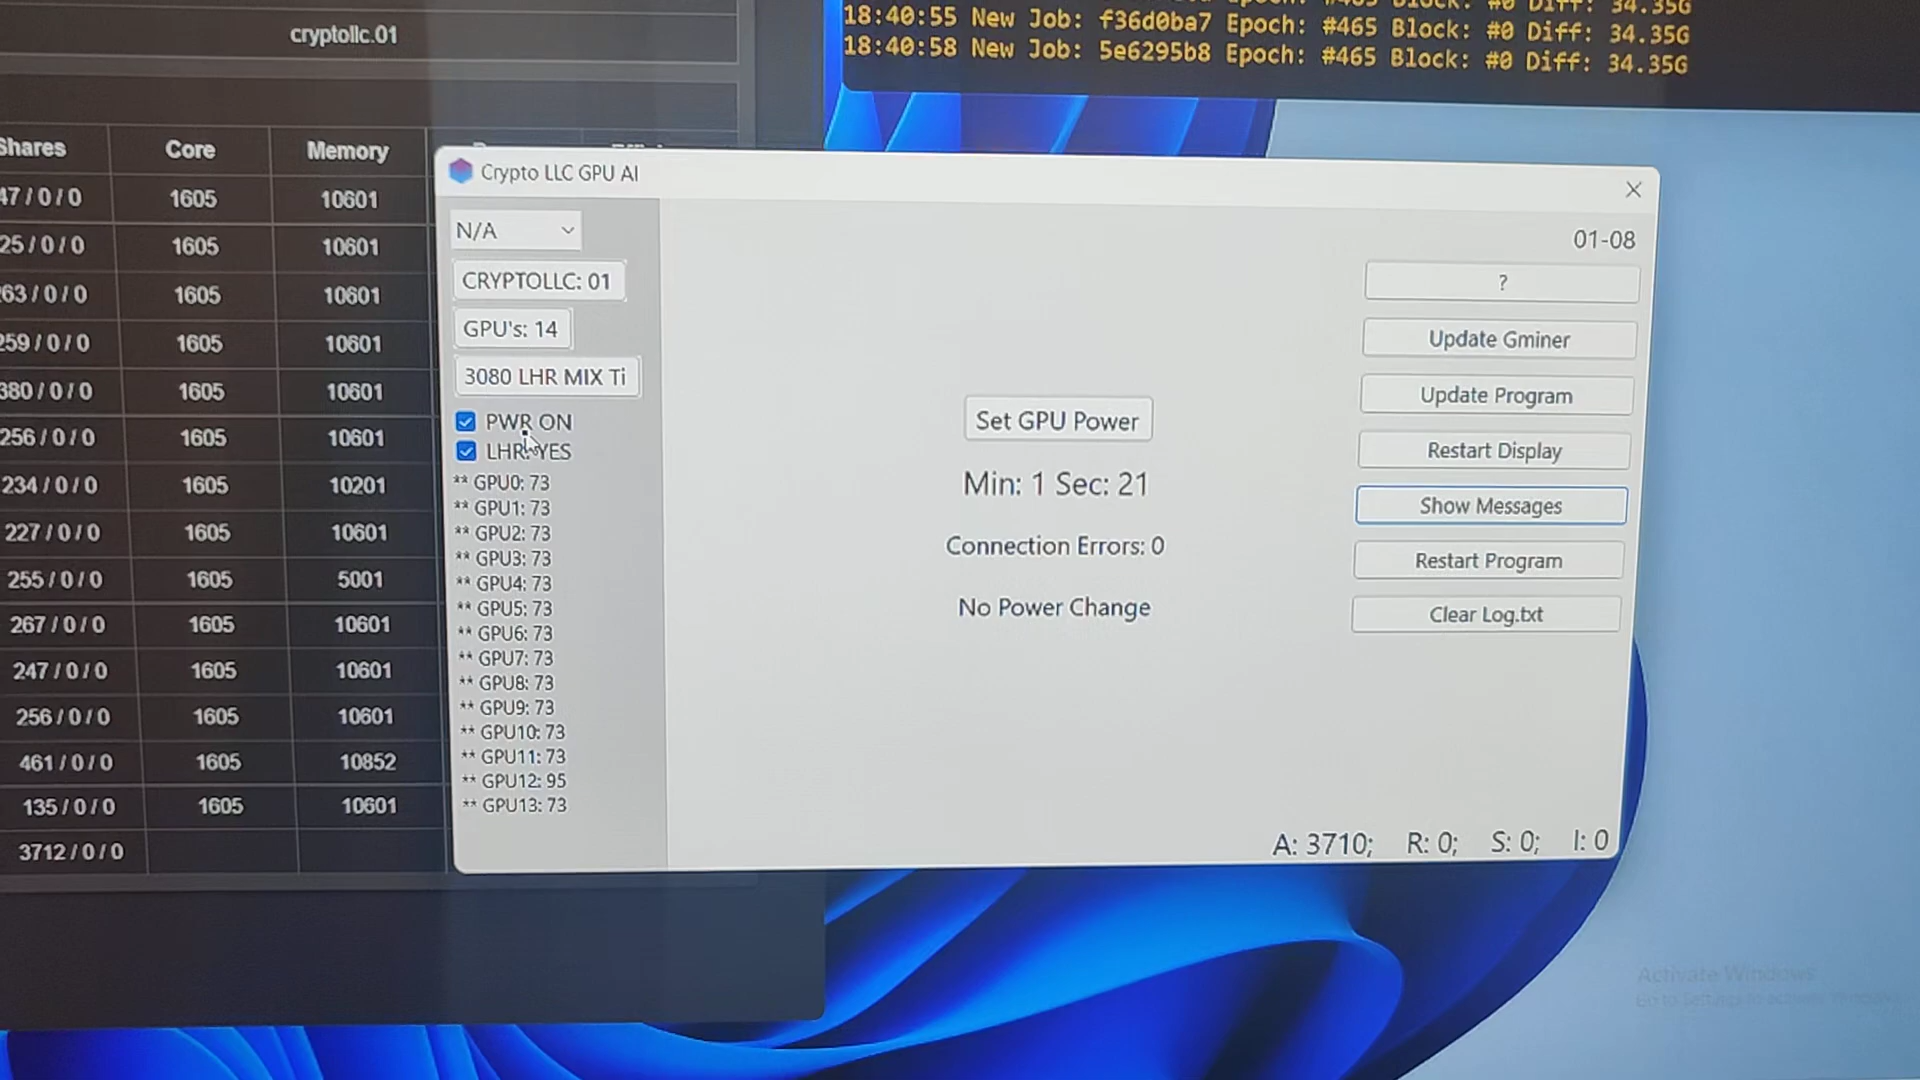 cryptollc.01
18:40:55 New Job: f36d0ba7 Epoch: #465 Block: #0 Diff: 34.35G
18:40:58 New Job: 5e6295b8 Epoch: #465 Block: #0 Diff: 34.35G
Shares Core Memory
47 / 0 / 0 1605 10601
25 / 0 / 0 1605 10601
263 / 0 / 0 1605 10601
259 / 0 / 0 1605 10601
380 / 0 / 0 1605 10601
256 / 0 / 0 1605 10601
234 / 0 / 0 1605 10201
227 / 0 / 0 1605 10601
255 / 0 / 0 1605 5001
267 / 0 / 0 1605 10601
247 / 0 / 0 1605 10601
256 / 0 / 0 1605 10601
461 / 0 / 0 1605 10852
135 / 0 / 0 1605 10601
3712 / 0 / 0
Crypto LLC GPU AI
N/A
CRYPTOLLC: 01
GPU's: 14
3080 LHR MIX Ti
PWR ON
LHR: YES
** GPU0: 73
** GPU1: 73
** GPU2: 73
** GPU3: 73
** GPU4: 73
** GPU5: 73
** GPU6: 73
** GPU7: 73
** GPU8: 73
** GPU9: 73
** GPU10: 73
** GPU11: 73
** GPU12: 95
** GPU13: 73
Set GPU Power
Min: 1 Sec: 21
Connection Errors: 0
No Power Change
01-08
?
Update Gminer
Update Program
Restart Display
Show Messages
Restart Program
Clear Log.txt
A: 3710; R: 0; S: 0; I: 0
Activate Windows